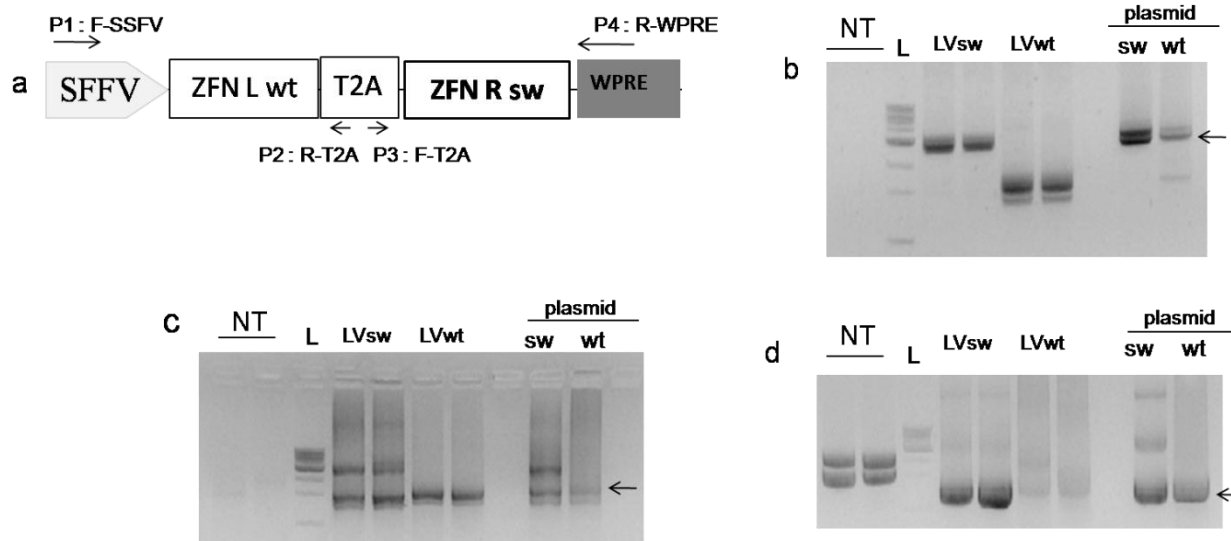 a
P1 : F-SSFV
P4 : R-WPRE
SFFV
ZFN L wt
T2A
ZFN R sw
WPRE
P2 : R-T2A
P3 : F-T2A
b
NT
L
LVsw
LVwt
plasmid
sw
wt
c
NT
L
LVsw
LVwt
plasmid
sw
wt
d
NT
L
LVsw
LVwt
plasmid
sw
wt